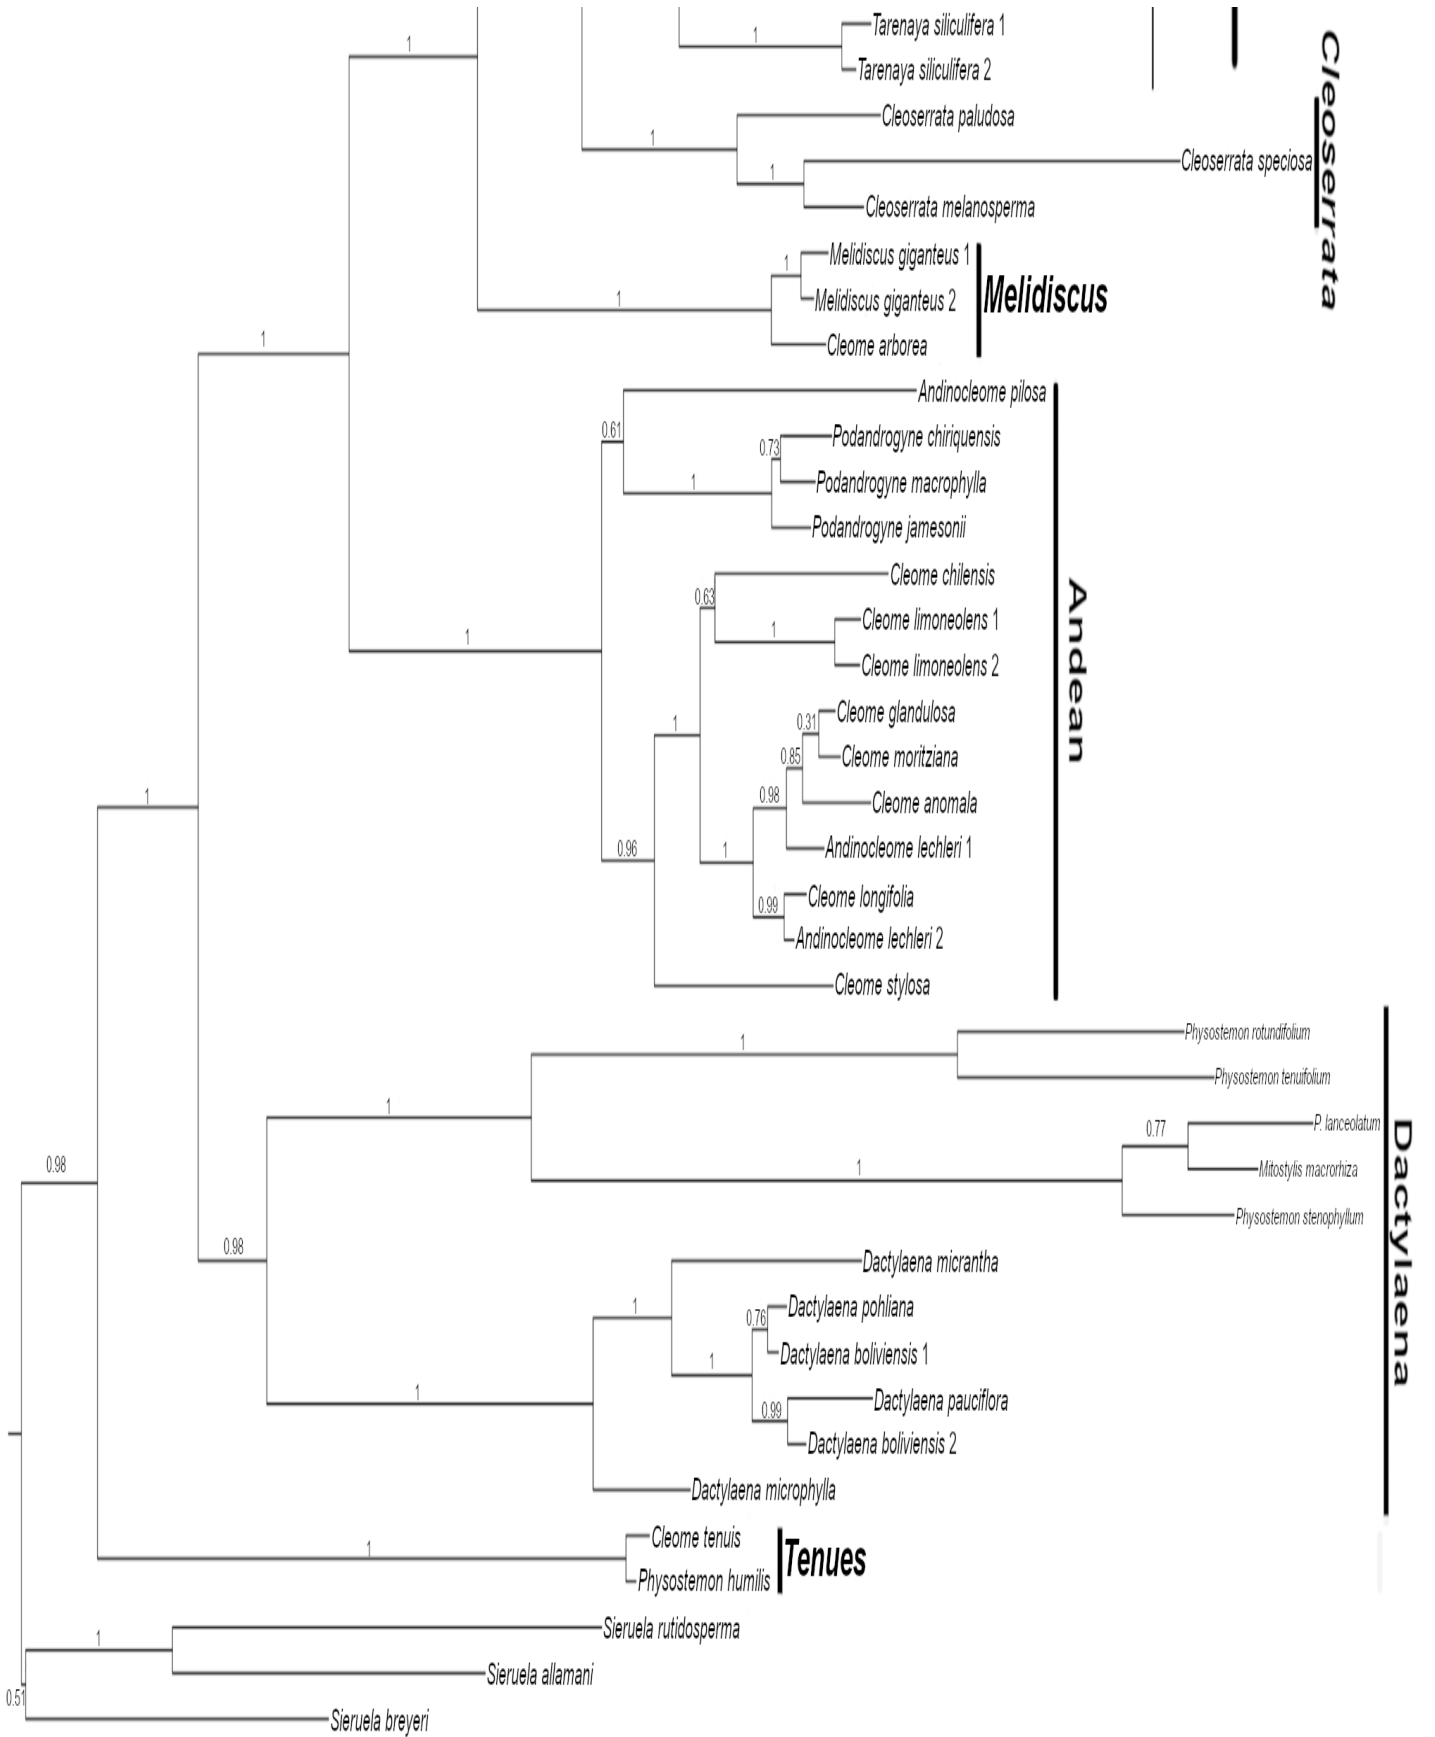 Tarenaya siliculifera 1
1
1
Tarenaya siliculifera 2
Cleoserrata
Cleoserrata paludosa
1
Cleoserrata speciosa
1
Cleoserrata melanosperma
Melidiscus giganteus 1
1
Melidiscus
Melidiscus giganteus 2
1
Cleome arborea
1
Andinocleome pilosa
0.61
Podandrogyne chiriquensis
0.73
Podandrogyne macrophylla
1
Podandrogyne jamesonii
Cleome chilensis
0.63
Cleome limoneolens 1
1
1
Cleome limoneolens 2
Andean
Cleome glandulosa
0.31
1
Cleome moritziana
0.85
Cleome anomala
0.98
1
Andinocleome lechleri 1
0.96
1
Cleome longifolia
0.99
Andinocleome lechleri 2
Cleome stylosa
Physostemon rotundifolium
1
Physostemon tenuifolium
1
P. lanceolatum
0.77
Mitostylis macrorhiza
0.98
1
Physostemon stenophyllum
Dactylaena
0.98
Dactylaena micrantha
Dactylaena pohliana
1
0.76
Dactylaena boliviensis 1
1
Dactylaena pauciflora
1
0.99
Dactylaena boliviensis 2
Dactylaena microphylla
Cleome tenuis
1
Tenues
Physostemon humilis
Sieruela rutidosperma
1
Sieruela allamani
0.51
Sieruela breyeri